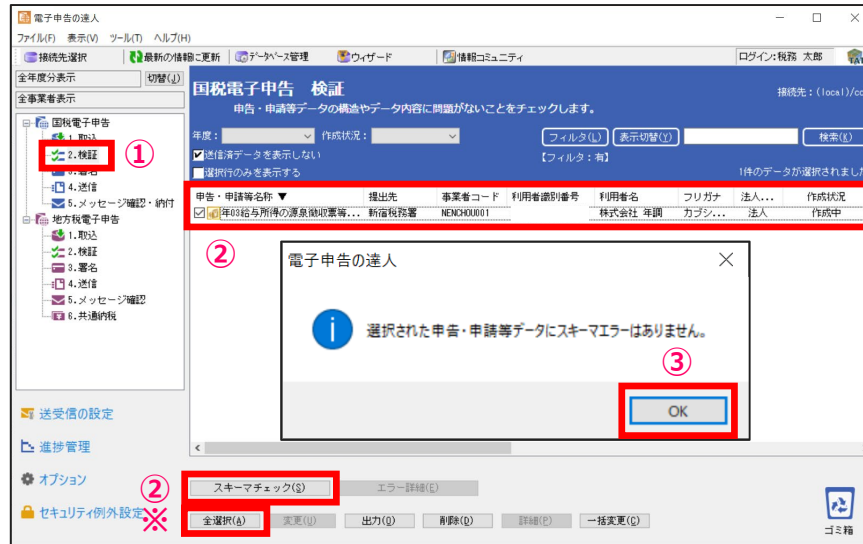 電子申告の達人
ファイル(F) 表示(V) ツール(T) ヘルプ(H)
接続先選択 最新の情報に更新 データベース管理 ウィザード 情報コミュニティ ログイン:税務 太郎
全年度分表示 切替(J)
全事業者表示
国税電子申告 検証
接続先:(local)/co
申告・申請等データの構造やデータ内容に問題がないことをチェックします。
国税電子申告
1.取込
2.検証
①
3.署名
4.送信
5.メッセージ確認・納付
地方税電子申告
1.取込
2.検証
3.署名
4.送信
5.メッセージ確認
6.共通納税
年度: 作成状況: フィルタ(L) 表示切替(Y) 検索(K)
送信済データを表示しない 【フィルタ:有】
選択行のみを表示する 1件のデータが選択されまし
申告・申請等名称 ▼ 提出先 事業者コード 利用者識別番号 利用者名 フリガナ 法人... 作成状況
年03給与所得の源泉徴収票等... 新宿税務署 NENCHOU001 株式会社 年調 カブシ... 法人 作成中
②
電子申告の達人
選択された申告・申請等データにスキーマエラーはありません。
③
OK
送受信の設定
進捗管理
オプション
セキュリティ例外設定
②
スキーマチェック(S) エラー詳細(E)
※
全選択(A) 変更(U) 出力(O) 削除(D) 詳細(P) 一括変更(C)
ゴミ箱